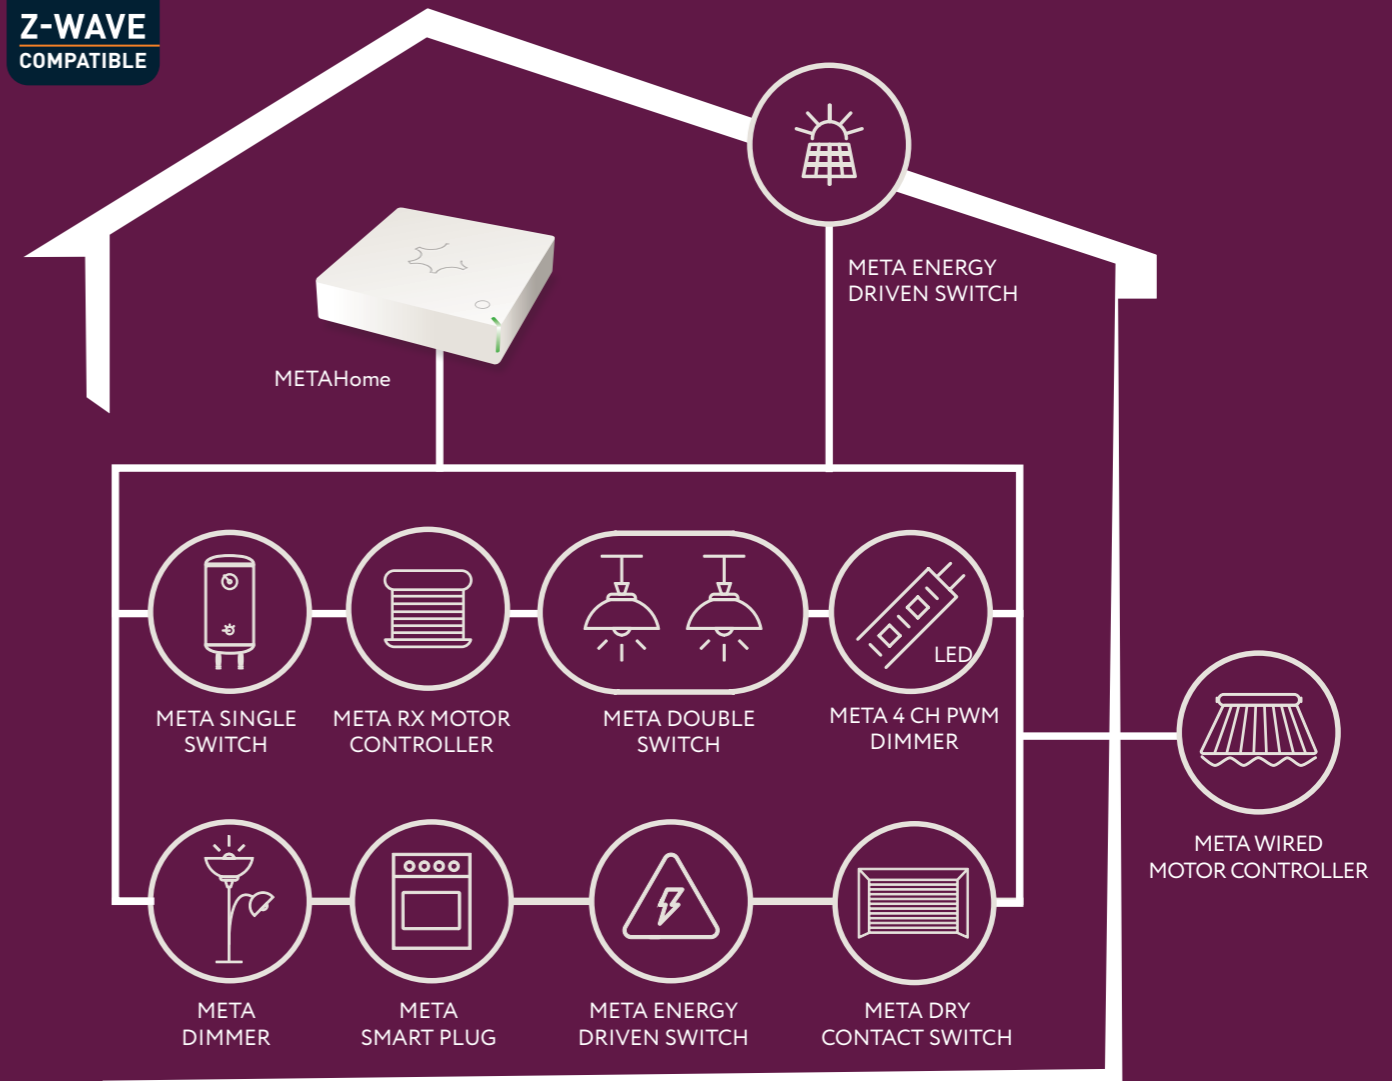 Z-WAVE
COMPATIBLE
META ENERGY
DRIVEN SWITCH
METAHome
LED
META SINGLE
SWITCH
META RX MOTOR
CONTROLLER
META DOUBLE
SWITCH
META 4 CH PWM
DIMMER
META WIRED
MOTOR CONTROLLER
META
DIMMER
META
SMART PLUG
META ENERGY
DRIVEN SWITCH
META DRY
CONTACT SWITCH